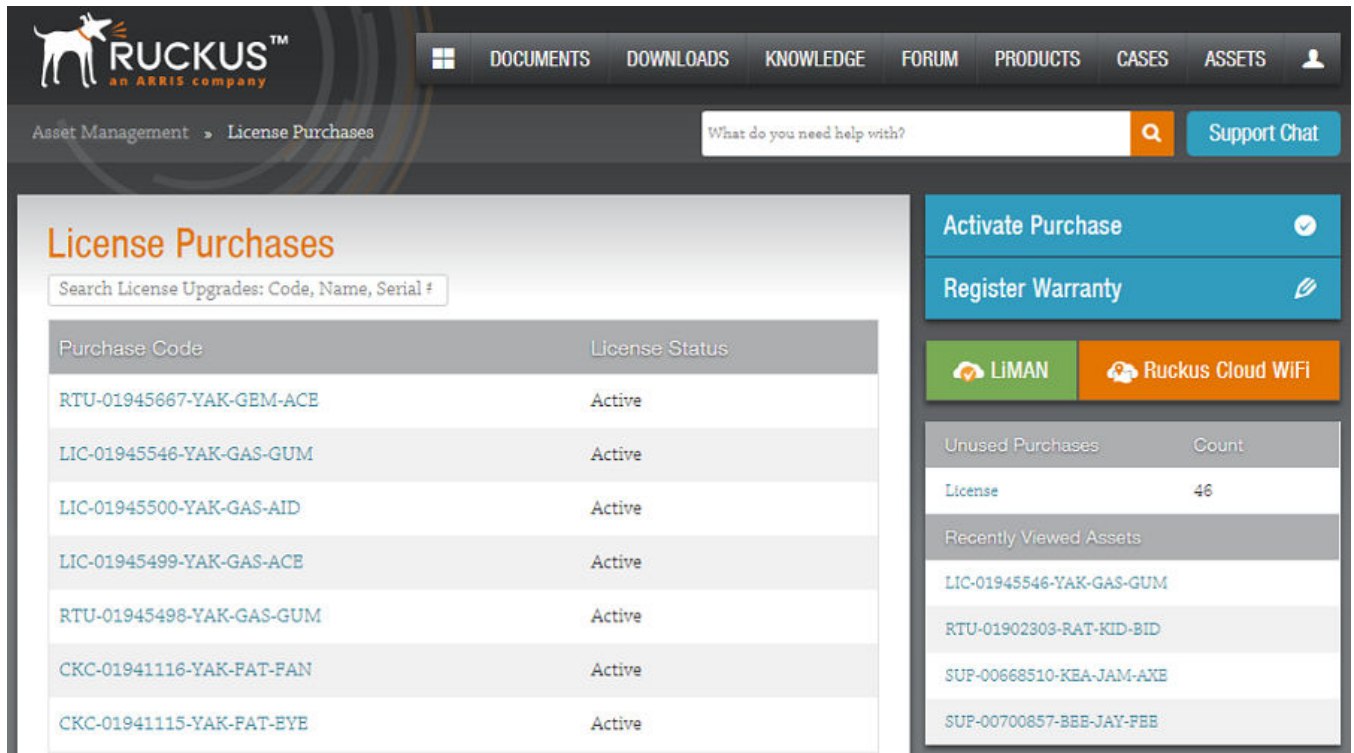 RUCKUS™
an ARRIS company
DOCUMENTS DOWNLOADS KNOWLEDGE FORUM PRODUCTS CASES ASSETS
Asset Management » License Purchases
What do you need help with?
Support Chat
License Purchases
Search License Upgrades: Code, Name, Serial #
Purchase Code License Status
RTU-01945667-YAK-GEM-ACE Active
LIC-01945546-YAK-GAS-GUM Active
LIC-01945500-YAK-GAS-AID Active
LIC-01945499-YAK-GAS-ACE Active
RTU-01945498-YAK-GAS-GUM Active
CKC-01941116-YAK-FAT-FAN Active
CKC-01941115-YAK-FAT-EYE Active
Activate Purchase
Register Warranty
LiMAN Ruckus Cloud WiFi
Unused Purchases Count
License 46
Recently Viewed Assets
LIC-01945546-YAK-GAS-GUM
RTU-01902303-RAT-KID-BID
SUP-00668510-KEA-JAM-AXE
SUP-00700857-BEE-JAY-FEE